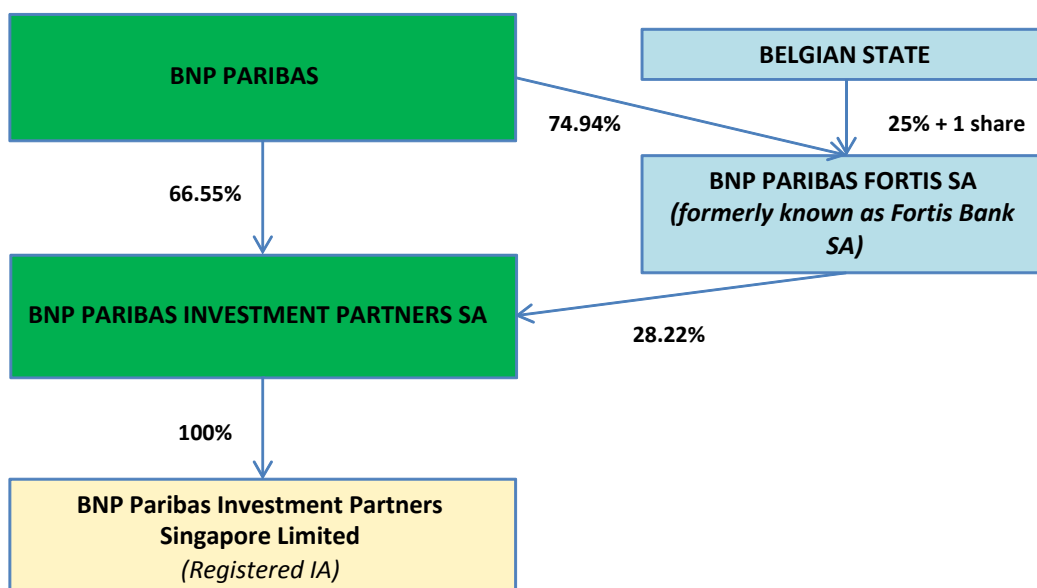 BNP PARIBAS
BELGIAN STATE
74.94%
25% + 1 share
66.55%
BNP PARIBAS FORTIS SA
(formerly known as Fortis Bank
SA)
BNP PARIBAS INVESTMENT PARTNERS SA
28.22%
100%
BNP Paribas Investment Partners
Singapore Limited
(Registered IA)